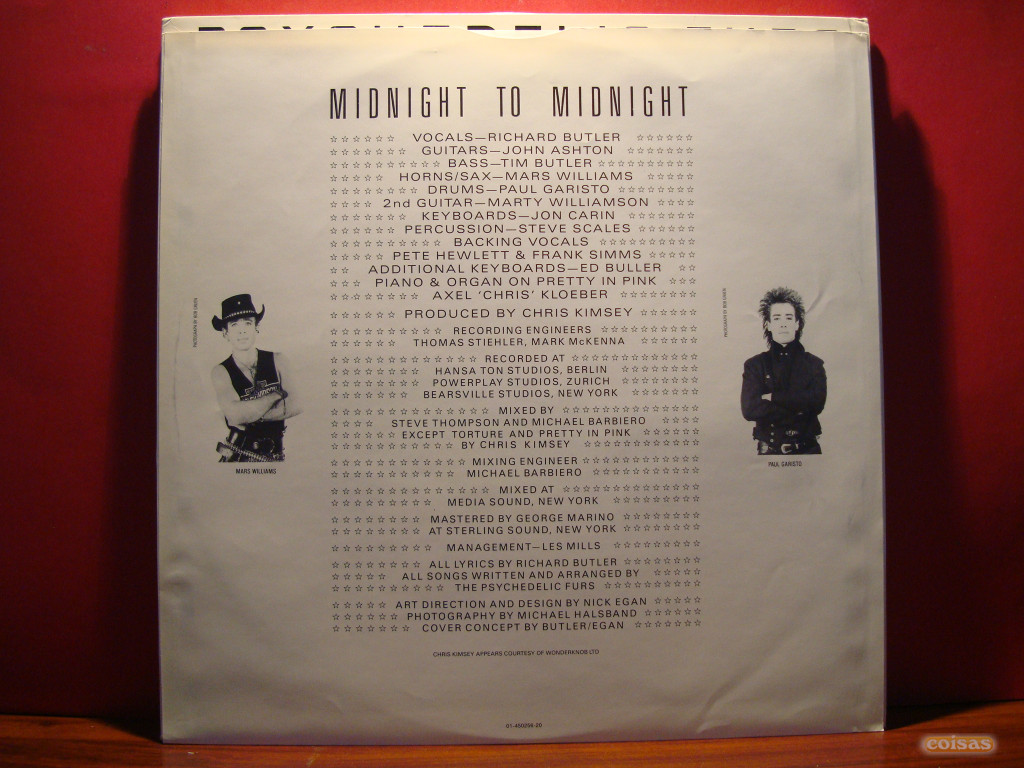 MIDNIGHT TO MIDNIGHT
☆☆☆☆☆☆ VOCALS—RICHARD BUTLER ☆☆☆☆☆
☆☆☆☆☆☆☆ GUITARS—JOHN ASHTON ☆☆☆☆☆☆
☆☆☆☆☆☆☆☆☆ BASS—TIM BUTLER ☆☆☆☆☆☆☆☆☆
☆☆☆☆☆ HORNS/SAX—MARS WILLIAMS ☆☆☆☆☆
☆☆☆☆☆☆☆ DRUMS—PAUL GARISTO ☆☆☆☆☆☆☆☆
☆☆☆☆ 2nd GUITAR—MARTY WILLIAMSON ☆☆☆☆
☆☆☆☆☆☆☆ KEYBOARDS—JON CARIN ☆☆☆☆☆☆☆
☆☆☆☆☆☆ PERCUSSION—STEVE SCALES ☆☆☆☆☆☆
☆☆☆☆☆☆☆☆☆☆ BACKING VOCALS ☆☆☆☆☆☆☆☆☆☆
☆☆☆☆☆ PETE HEWLETT & FRANK SIMMS ☆☆☆☆☆
☆☆ ADDITIONAL KEYBOARDS—ED BULLER ☆☆
☆☆☆ PIANO & ORGAN ON PRETTY IN PINK ☆☆☆
☆☆☆☆☆☆☆☆ AXEL 'CHRIS' KLOEBER ☆☆☆☆☆☆☆☆
☆☆☆☆☆☆ PRODUCED BY CHRIS KIMSEY ☆☆☆☆☆☆
☆☆☆☆☆☆☆☆☆☆ RECORDING ENGINEERS ☆☆☆☆☆☆☆☆☆☆
☆☆☆☆☆☆ THOMAS STIEHLER, MARK McKENNA ☆☆☆☆☆☆
☆☆☆☆☆☆☆☆☆☆☆☆☆ RECORDED AT ☆☆☆☆☆☆☆☆☆☆☆☆☆
☆☆☆☆☆☆☆☆ HANSA TON STUDIOS, BERLIN ☆☆☆☆☆☆☆☆
☆☆☆☆☆☆☆☆ POWERPLAY STUDIOS, ZURICH ☆☆☆☆☆☆☆☆
☆☆☆☆☆☆☆ BEARSVILLE STUDIOS, NEW YORK ☆☆☆☆☆☆☆
☆☆☆☆☆☆☆☆☆☆☆☆☆☆ MIXED BY ☆☆☆☆☆☆☆☆☆☆☆☆☆☆
☆☆☆☆ STEVE THOMPSON AND MICHAEL BARBIERO ☆☆☆☆
☆☆☆☆☆☆ EXCEPT TORTURE AND PRETTY IN PINK ☆☆☆☆☆☆
☆☆☆☆☆☆☆☆☆☆☆ BY CHRIS KIMSEY ☆☆☆☆☆☆☆☆☆☆☆☆
☆☆☆☆☆☆☆☆☆☆☆☆ MIXING ENGINEER ☆☆☆☆☆☆☆☆☆☆☆☆
☆☆☆☆☆☆☆☆☆☆☆ MICHAEL BARBIERO ☆☆☆☆☆☆☆☆☆☆☆
☆☆☆☆☆☆☆☆☆☆☆☆☆☆ MIXED AT ☆☆☆☆☆☆☆☆☆☆☆☆☆☆
☆☆☆☆☆☆☆☆☆ MEDIA SOUND, NEW YORK ☆☆☆☆☆☆☆☆☆
☆☆☆☆☆☆☆☆ MASTERED BY GEORGE MARINO ☆☆☆☆☆☆☆☆
☆☆☆☆☆☆☆☆ AT STERLING SOUND, NEW YORK ☆☆☆☆☆☆☆☆
☆☆☆☆☆☆☆☆☆ MANAGEMENT—LES MILLS ☆☆☆☆☆☆☆☆☆
☆☆☆☆☆☆☆☆ ALL LYRICS BY RICHARD BUTLER ☆☆☆☆☆☆☆☆
☆☆☆☆☆ ALL SONGS WRITTEN AND ARRANGED BY ☆☆☆☆☆
☆☆☆☆☆☆☆☆☆☆ THE PSYCHEDELIC FURS ☆☆☆☆☆☆☆☆☆☆
☆☆☆☆☆ ART DIRECTION AND DESIGN BY NICK EGAN ☆☆☆☆☆
☆☆☆☆☆☆ PHOTOGRAPHY BY MICHAEL HALSBAND ☆☆☆☆☆☆
☆☆☆☆☆☆☆ COVER CONCEPT BY BUTLER/EGAN ☆☆☆☆☆☆☆
CHRIS KIMSEY APPEARS COURTESY OF WONDERKNOB LTD
MARS WILLIAMS
PAUL GARISTO
coisas